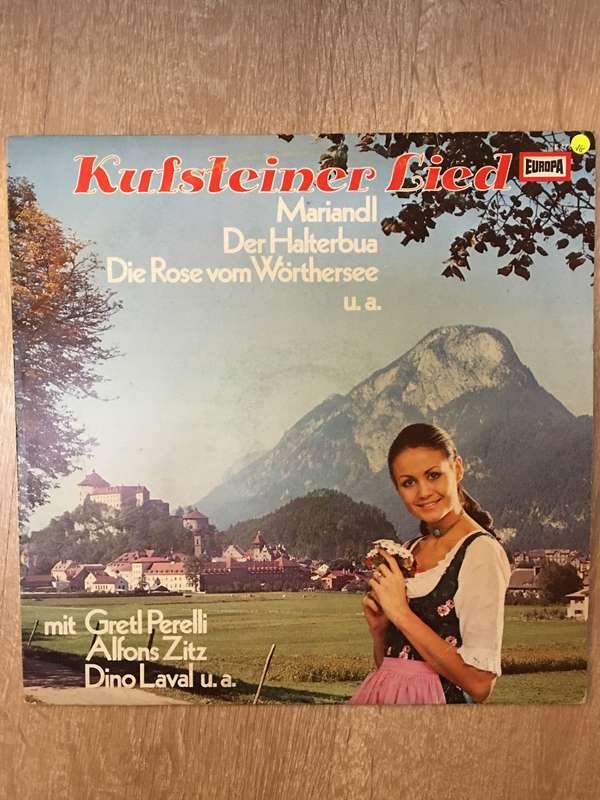 Kufsteiner Lied
EUROPA
Mariandl
Der Halterbua
Die Rose vom Wörthersee
u. a.
mit Gretl Perelli
Alfons Zitz
Dino Laval u. a.